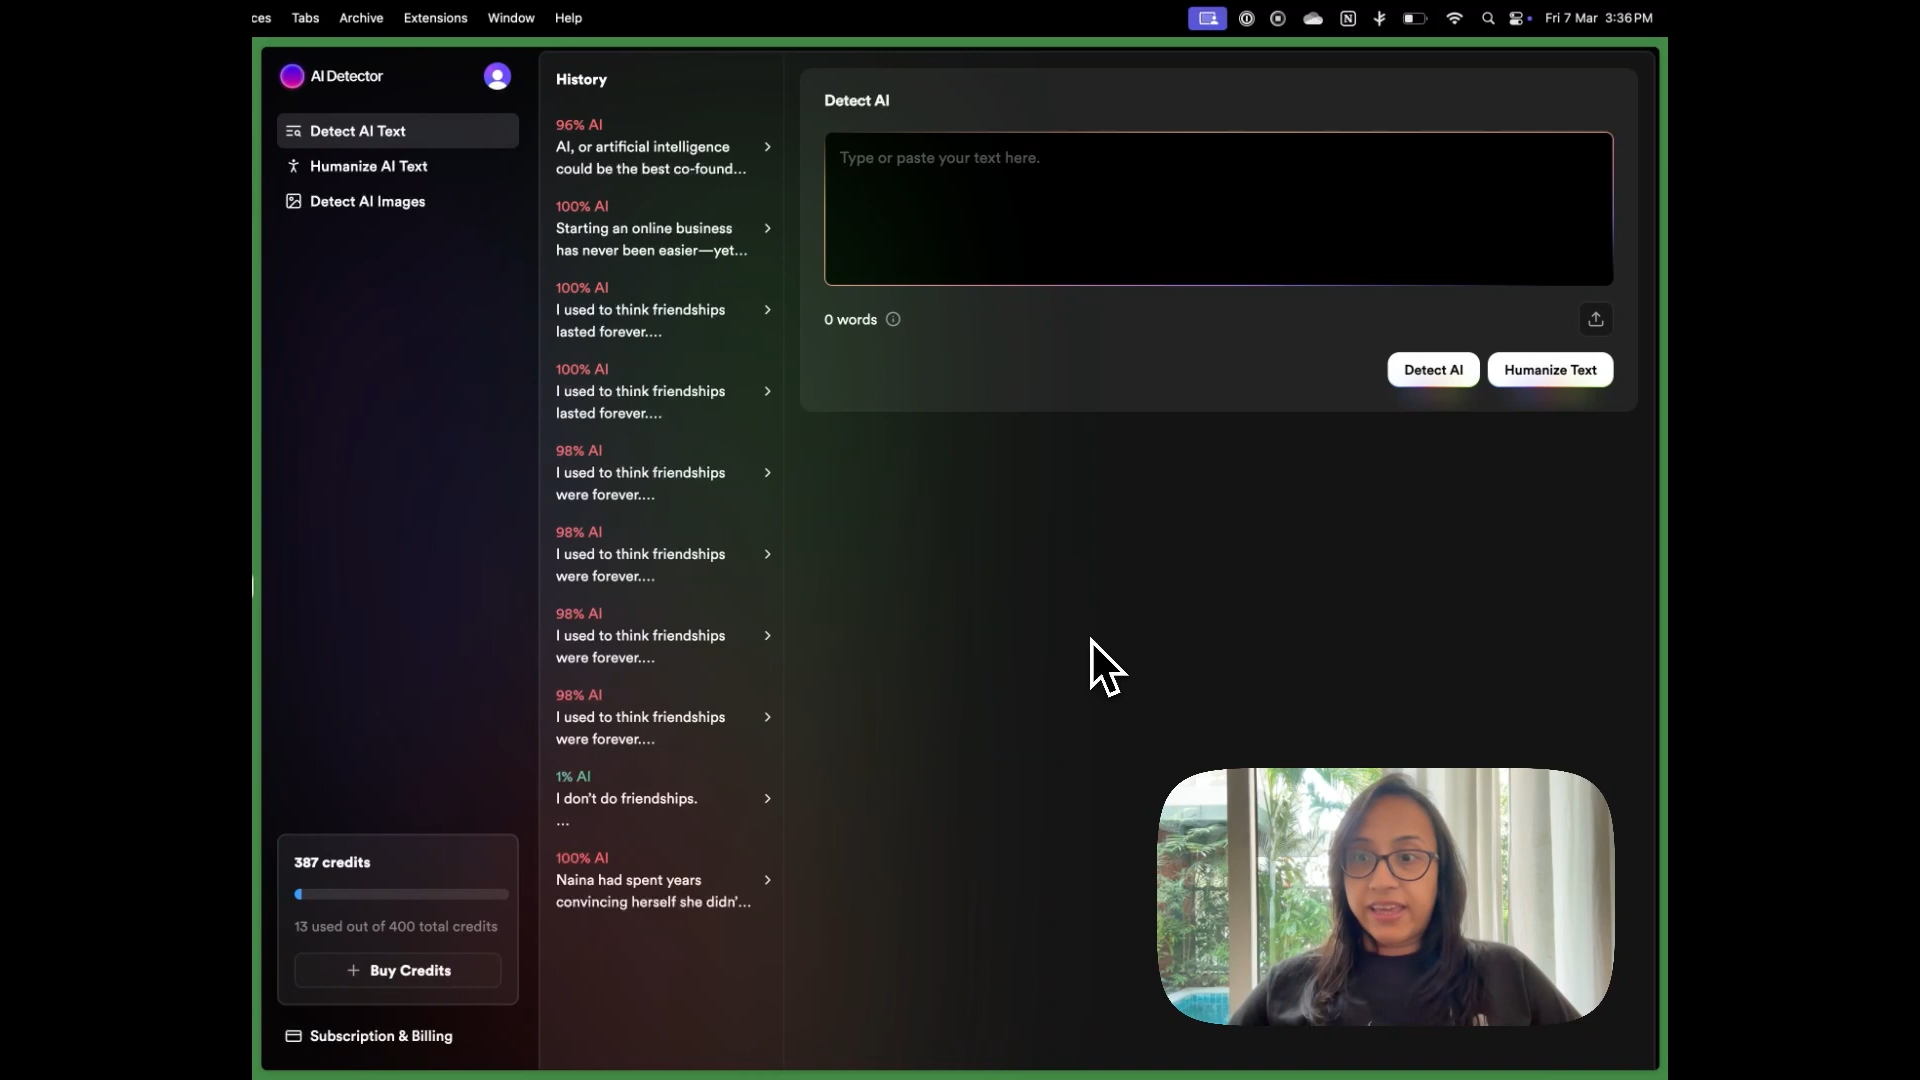 ces Tabs Archive Extensions Window Help Fri 7 Mar 3:36 PM
AI Detector
Detect AI Text
Humanize AI Text
Detect AI Images
387 credits
13 used out of 400 total credits
+ Buy Credits
Subscription & Billing
History
96% AI
AI, or artificial intelligence
could be the best co-found...
100% AI
Starting an online business
has never been easier—yet...
100% AI
I used to think friendships
lasted forever....
100% AI
I used to think friendships
lasted forever....
98% AI
I used to think friendships
were forever....
98% AI
I used to think friendships
were forever....
98% AI
I used to think friendships
were forever....
98% AI
I used to think friendships
were forever....
1% AI
I don't do friendships.
...
100% AI
Naina had spent years
convincing herself she didn'...
Detect AI
Type or paste your text here.
0 words
Detect AI Humanize Text